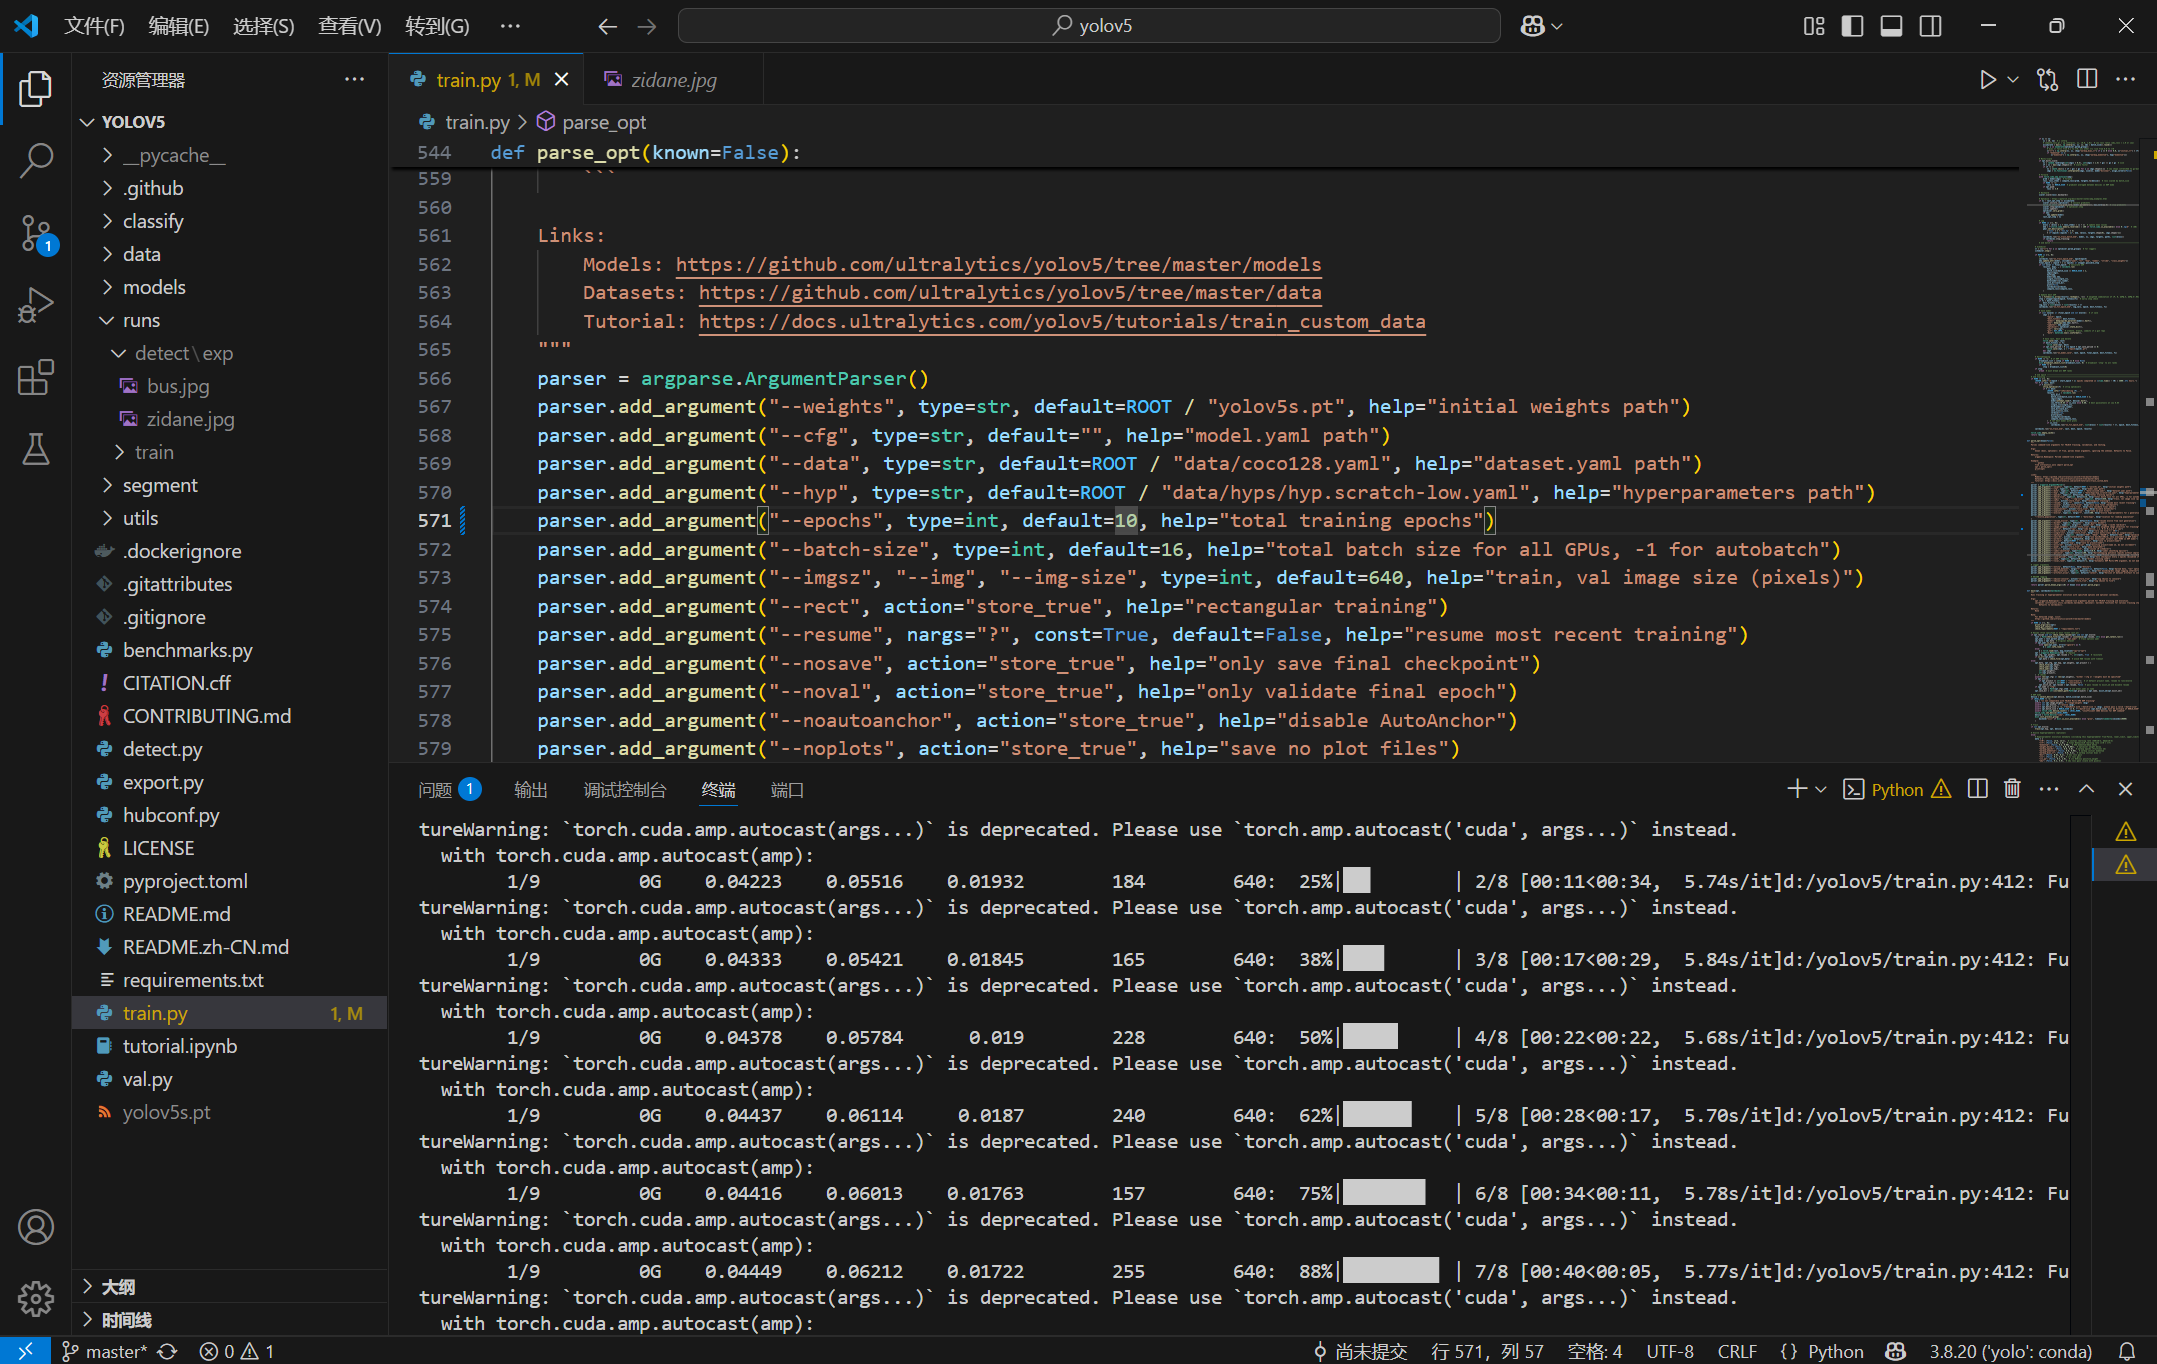 文件(F) 编辑(E) 选择(S) 查看(V) 转到(G) ··· yolov5
资源管理器 ···
train.py 1, M
zidane.jpg
train.py > parse_opt
YOLOV5
__pycache__
.github
classify
data
models
runs
detect\exp
bus.jpg
zidane.jpg
train
segment
utils
.dockerignore
.gitattributes
.gitignore
benchmarks.py
CITATION.cff
CONTRIBUTING.md
detect.py
export.py
hubconf.py
LICENSE
pyproject.toml
README.md
README.zh-CN.md
requirements.txt
train.py 1, M
tutorial.ipynb
val.py
yolov5s.pt
大纲
时间线
544 def parse_opt(known=False):
559 ```
560
561 Links:
562 Models: https://github.com/ultralytics/yolov5/tree/master/models
563 Datasets: https://github.com/ultralytics/yolov5/tree/master/data
564 Tutorial: https://docs.ultralytics.com/yolov5/tutorials/train_custom_data
565 """
566 parser = argparse.ArgumentParser()
567 parser.add_argument("--weights", type=str, default=ROOT / "yolov5s.pt", help="initial weights path")
568 parser.add_argument("--cfg", type=str, default="", help="model.yaml path")
569 parser.add_argument("--data", type=str, default=ROOT / "data/coco128.yaml", help="dataset.yaml path")
570 parser.add_argument("--hyp", type=str, default=ROOT / "data/hyps/hyp.scratch-low.yaml", help="hyperparameters path")
571 parser.add_argument("--epochs", type=int, default=10, help="total training epochs")
572 parser.add_argument("--batch-size", type=int, default=16, help="total batch size for all GPUs, -1 for autobatch")
573 parser.add_argument("--imgsz", "--img", "--img-size", type=int, default=640, help="train, val image size (pixels)")
574 parser.add_argument("--rect", action="store_true", help="rectangular training")
575 parser.add_argument("--resume", nargs="?", const=True, default=False, help="resume most recent training")
576 parser.add_argument("--nosave", action="store_true", help="only save final checkpoint")
577 parser.add_argument("--noval", action="store_true", help="only validate final epoch")
578 parser.add_argument("--noautoanchor", action="store_true", help="disable AutoAnchor")
579 parser.add_argument("--noplots", action="store_true", help="save no plot files")
问题 1 输出 调试控制台 终端 端口 Python
tureWarning: `torch.cuda.amp.autocast(args...)` is deprecated. Please use `torch.amp.autocast('cuda', args...)` instead.
with torch.cuda.amp.autocast(amp):
1/9 0G 0.04223 0.05516 0.01932 184 640: 25%| | 2/8 [00:11<00:34, 5.74s/it]d:/yolov5/train.py:412: Fu
tureWarning: `torch.cuda.amp.autocast(args...)` is deprecated. Please use `torch.amp.autocast('cuda', args...)` instead.
with torch.cuda.amp.autocast(amp):
1/9 0G 0.04333 0.05421 0.01845 165 640: 38%| | 3/8 [00:17<00:29, 5.84s/it]d:/yolov5/train.py:412: Fu
tureWarning: `torch.cuda.amp.autocast(args...)` is deprecated. Please use `torch.amp.autocast('cuda', args...)` instead.
with torch.cuda.amp.autocast(amp):
1/9 0G 0.04378 0.05784 0.019 228 640: 50%| | 4/8 [00:22<00:22, 5.68s/it]d:/yolov5/train.py:412: Fu
tureWarning: `torch.cuda.amp.autocast(args...)` is deprecated. Please use `torch.amp.autocast('cuda', args...)` instead.
with torch.cuda.amp.autocast(amp):
1/9 0G 0.04437 0.06114 0.0187 240 640: 62%| | 5/8 [00:28<00:17, 5.70s/it]d:/yolov5/train.py:412: Fu
tureWarning: `torch.cuda.amp.autocast(args...)` is deprecated. Please use `torch.amp.autocast('cuda', args...)` instead.
with torch.cuda.amp.autocast(amp):
1/9 0G 0.04416 0.06013 0.01763 157 640: 75%| | 6/8 [00:34<00:11, 5.78s/it]d:/yolov5/train.py:412: Fu
tureWarning: `torch.cuda.amp.autocast(args...)` is deprecated. Please use `torch.amp.autocast('cuda', args...)` instead.
with torch.cuda.amp.autocast(amp):
1/9 0G 0.04449 0.06212 0.01722 255 640: 88%| | 7/8 [00:40<00:05, 5.77s/it]d:/yolov5/train.py:412: Fu
tureWarning: `torch.cuda.amp.autocast(args...)` is deprecated. Please use `torch.amp.autocast('cuda', args...)` instead.
with torch.cuda.amp.autocast(amp):
master* 0 1 尚未提交 行 571, 列 57 空格: 4 UTF-8 CRLF {} Python 3.8.20 ('yolo': conda)